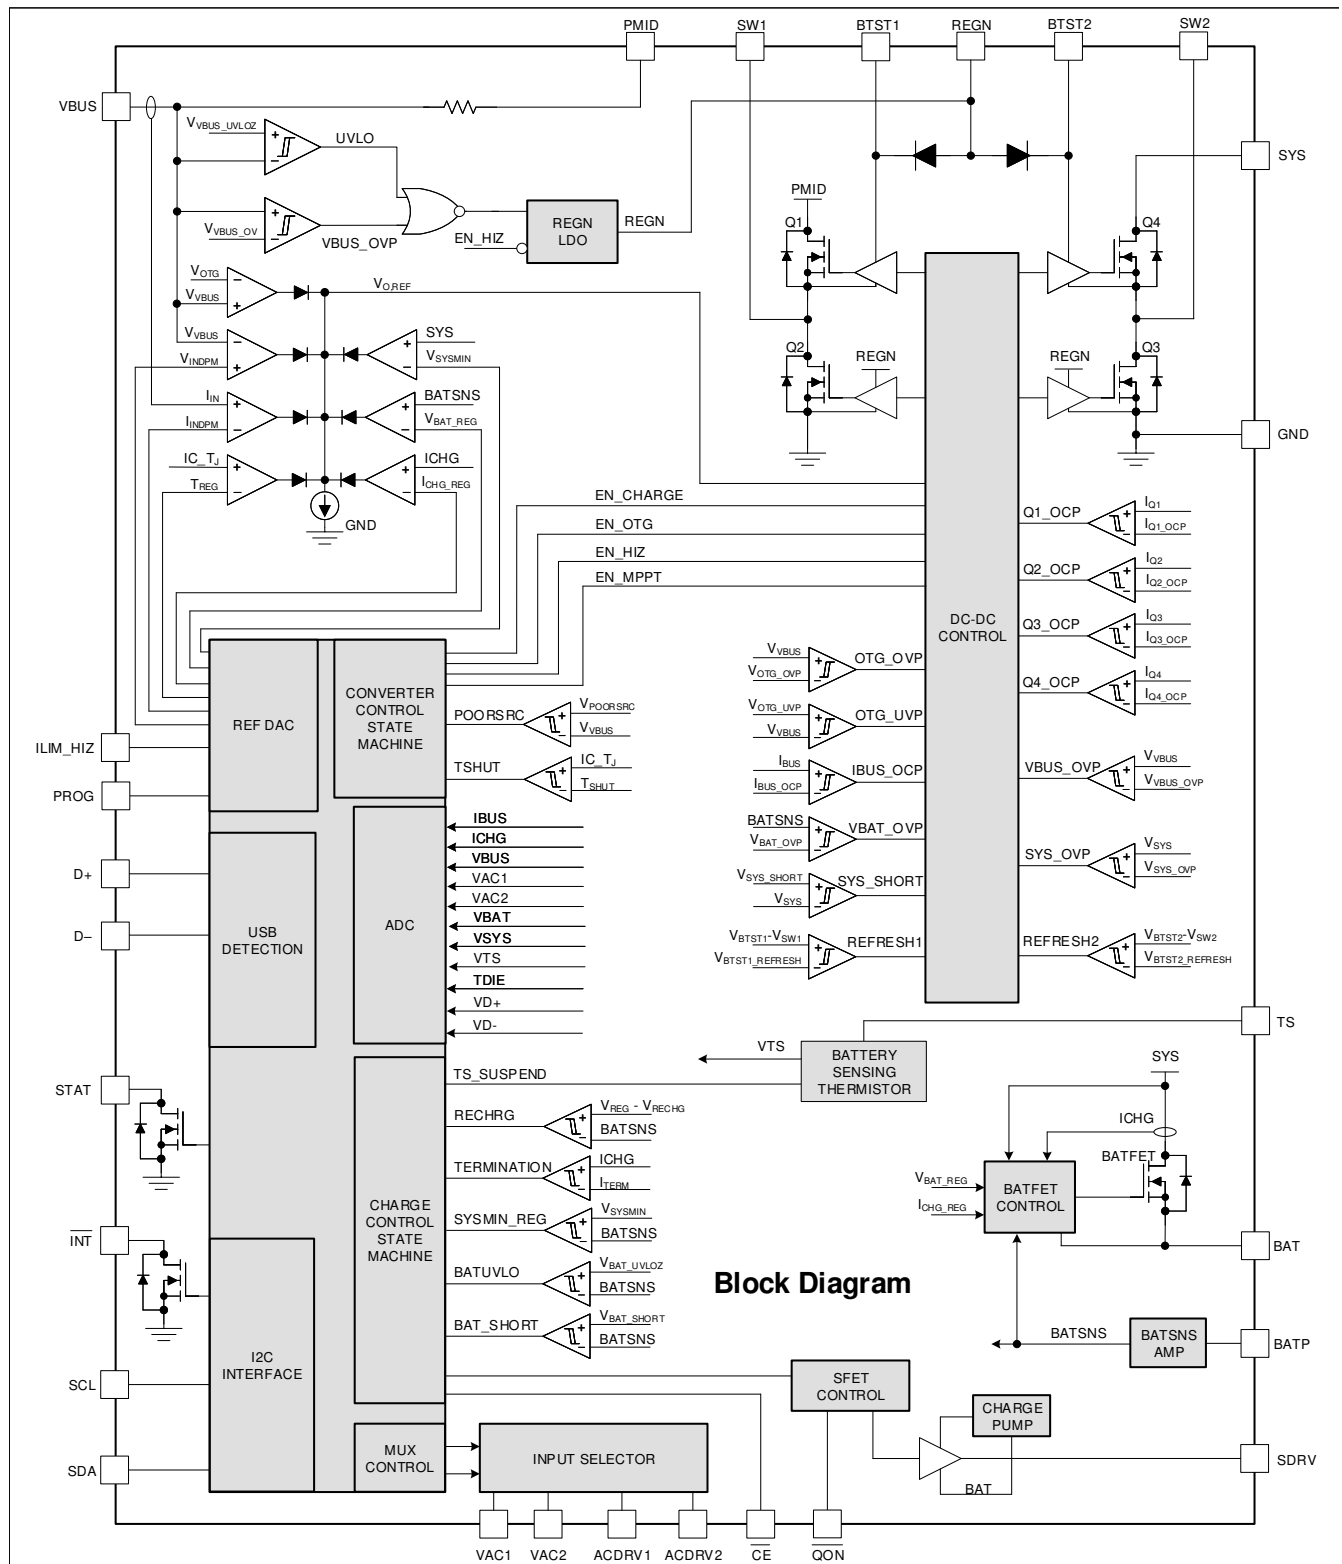 PMID
SW1
BTST1
REGN
BTST2
SW2
VBUS
VVBUS_UVLOZ
UVLO
VVBUS_OV
VBUS_OVP
EN_HIZ
REGN
LDO
REGN
SYS
PMID
Q1
Q4
VOTG
VVBUS
VO,REF
VVBUS
VINDPM
SYS
VSYSMIN
IIN
IINDPM
BATSNS
VBAT_REG
IC_TJ
TREG
ICHG
ICHG_REG
GND
Q2
REGN
REGN
Q3
GND
EN_CHARGE
EN_OTG
EN_HIZ
EN_MPPT
DC-DC
CONTROL
Q1_OCP
IQ1
IQ1_OCP
Q2_OCP
IQ2
IQ2_OCP
Q3_OCP
IQ3
IQ3_OCP
Q4_OCP
IQ4
IQ4_OCP
VVBUS
VOTG_OVP
OTG_OVP
VOTG_UVP
VVBUS
OTG_UVP
IBUS
IBUS_OCP
IBUS_OCP
BATSNS
VBAT_OVP
VBAT_OVP
VSYS_SHORT
VSYS
SYS_SHORT
VBTST1-VSW1
VBTST1_REFRESH
REFRESH1
VBUS_OVP
VVBUS
VVBUS_OVP
SYS_OVP
VSYS
VSYS_OVP
REFRESH2
VBTST2-VSW2
VBTST2_REFRESH
REF DAC
CONVERTER
CONTROL
STATE
MACHINE
POORSRC
VPOORSRC
VVBUS
TSHUT
IC_TJ
TSHUT
ILIM_HIZ
PROG
D+
D–
USB
DETECTION
ADC
IBUS
ICHG
VBUS
VAC1
VAC2
VBAT
VSYS
VTS
TDIE
VD+
VD-
TS
VTS
BATTERY
SENSING
THERMISTOR
TS_SUSPEND
STAT
CHARGE
CONTROL
STATE
MACHINE
RECHRG
VREG - VRECHG
BATSNS
TERMINATION
ICHG
ITERM
SYSMIN_REG
VSYSMIN
BATSNS
BATUVLO
VBAT_UVLOZ
BATSNS
BAT_SHORT
VBAT_SHORT
BATSNS
SYS
ICHG
BATFET
VBAT_REG
ICHG_REG
BATFET
CONTROL
BAT
Block Diagram
BATSNS
BATSNS
AMP
BATP
INT
I2C
INTERFACE
SCL
SDA
SFET
CONTROL
CHARGE
PUMP
BAT
SDRV
MUX
CONTROL
INPUT SELECTOR
VAC1
VAC2
ACDRV1
ACDRV2
CE
QON